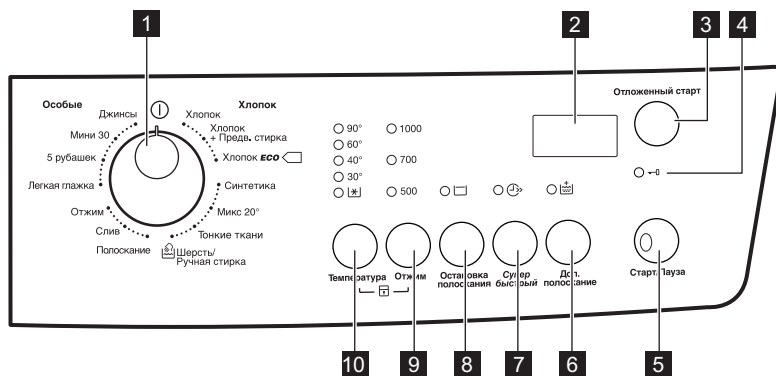 1
2
3
4
Особые
Хлопок
Отложенный старт
Джинсы
Мини 30
5 рубашек
Легкая глажка
Отжим
Слив
Полоскание
Хлопок
Хлопок
+ Предв. стирка
Хлопок ECO
Синтетика
Микс 20°
Тонкие ткани
Шерсть/
Ручная стирка
90°
60°
40°
30°
1000
700
500
Температура
Отжим
Остановка
полоскания
Супер
быстрый
Доп.
полоскание
Старт/Пауза
10
9
8
7
6
5